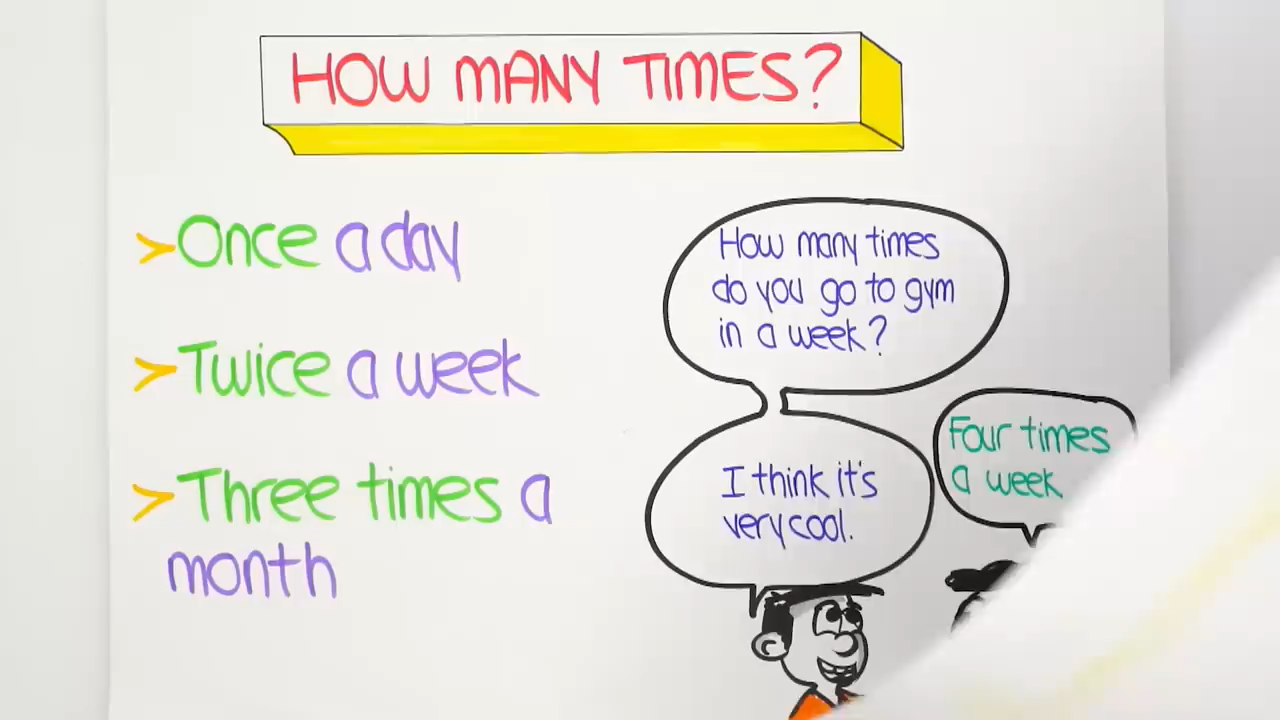 HOW MANY TIMES?
>Once a day
>Twice a week
>Three times a
month
How many times
do you go to gym
in a week?
I think it's
very cool.
Four times
a week